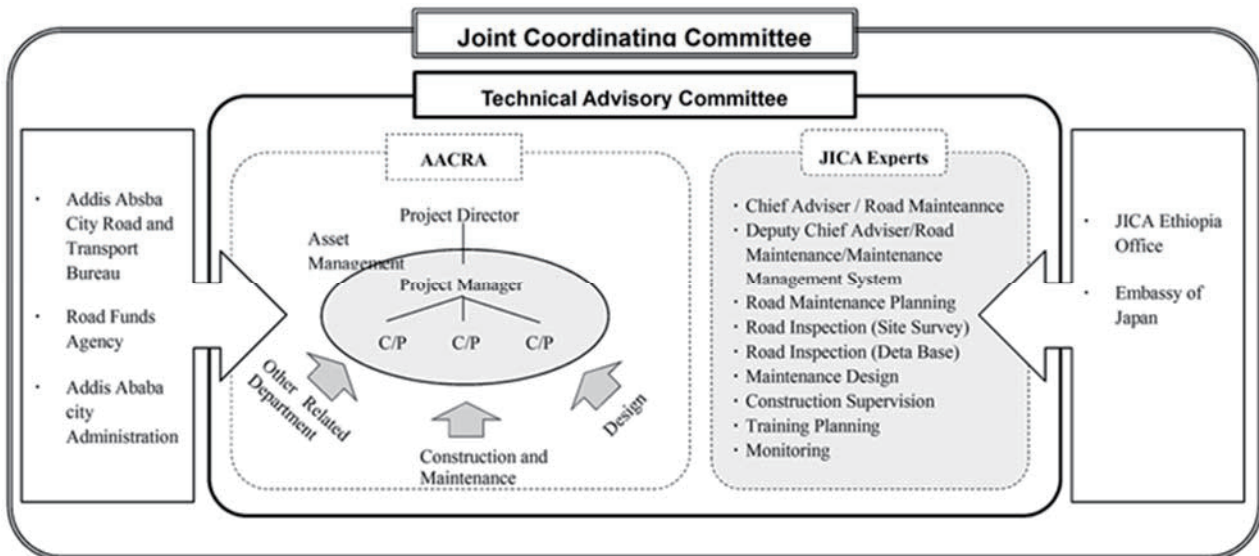 Joint Coordinating Committee
Technical Advisory Committee
· Addis Absba
City Road and
Transport
Bureau
· Road Funds
Agency
· Addis Ababa
city
Administration
AACRA
Project Director
Asset
Management
Project Manager
C/P C/P C/P
Other Related
Department
Construction and
Maintenance
Design
JICA Experts
· Chief Adviser / Road Mainteannce
· Deputy Chief Adviser/Road
Maintenance/Maintenance
Management System
· Road Maintenance Planning
· Road Inspection (Site Survey)
· Road Inspection (Deta Base)
· Maintenance Design
· Construction Supervision
· Training Planning
· Monitoring
· JICA Ethiopia
Office
· Embassy of
Japan